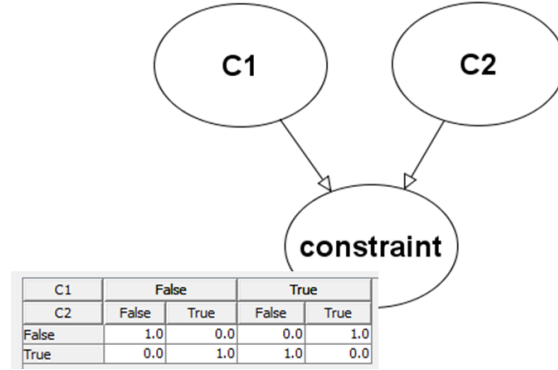 C1 C2
constraint
C1 False True
C2 False True False True
False 1.0 0.0 0.0 1.0
True 0.0 1.0 1.0 0.0